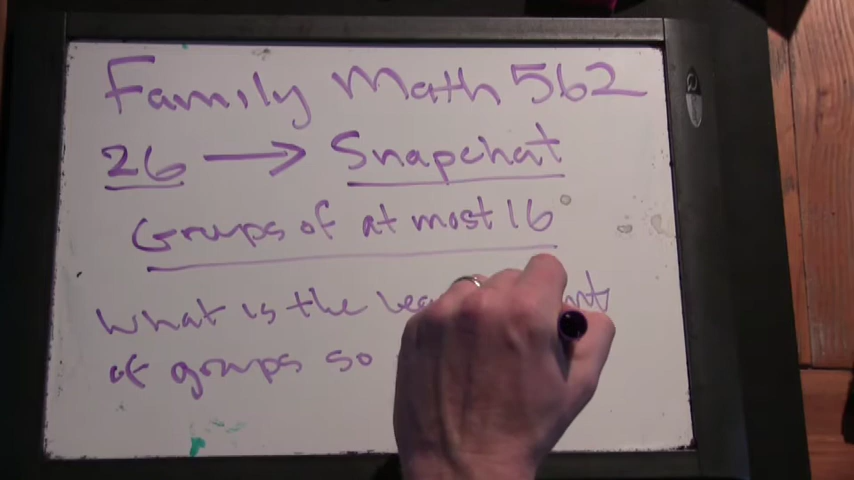 Family Math 562
26 → Snapchat
Groups of at most 16
What is the
of groups so